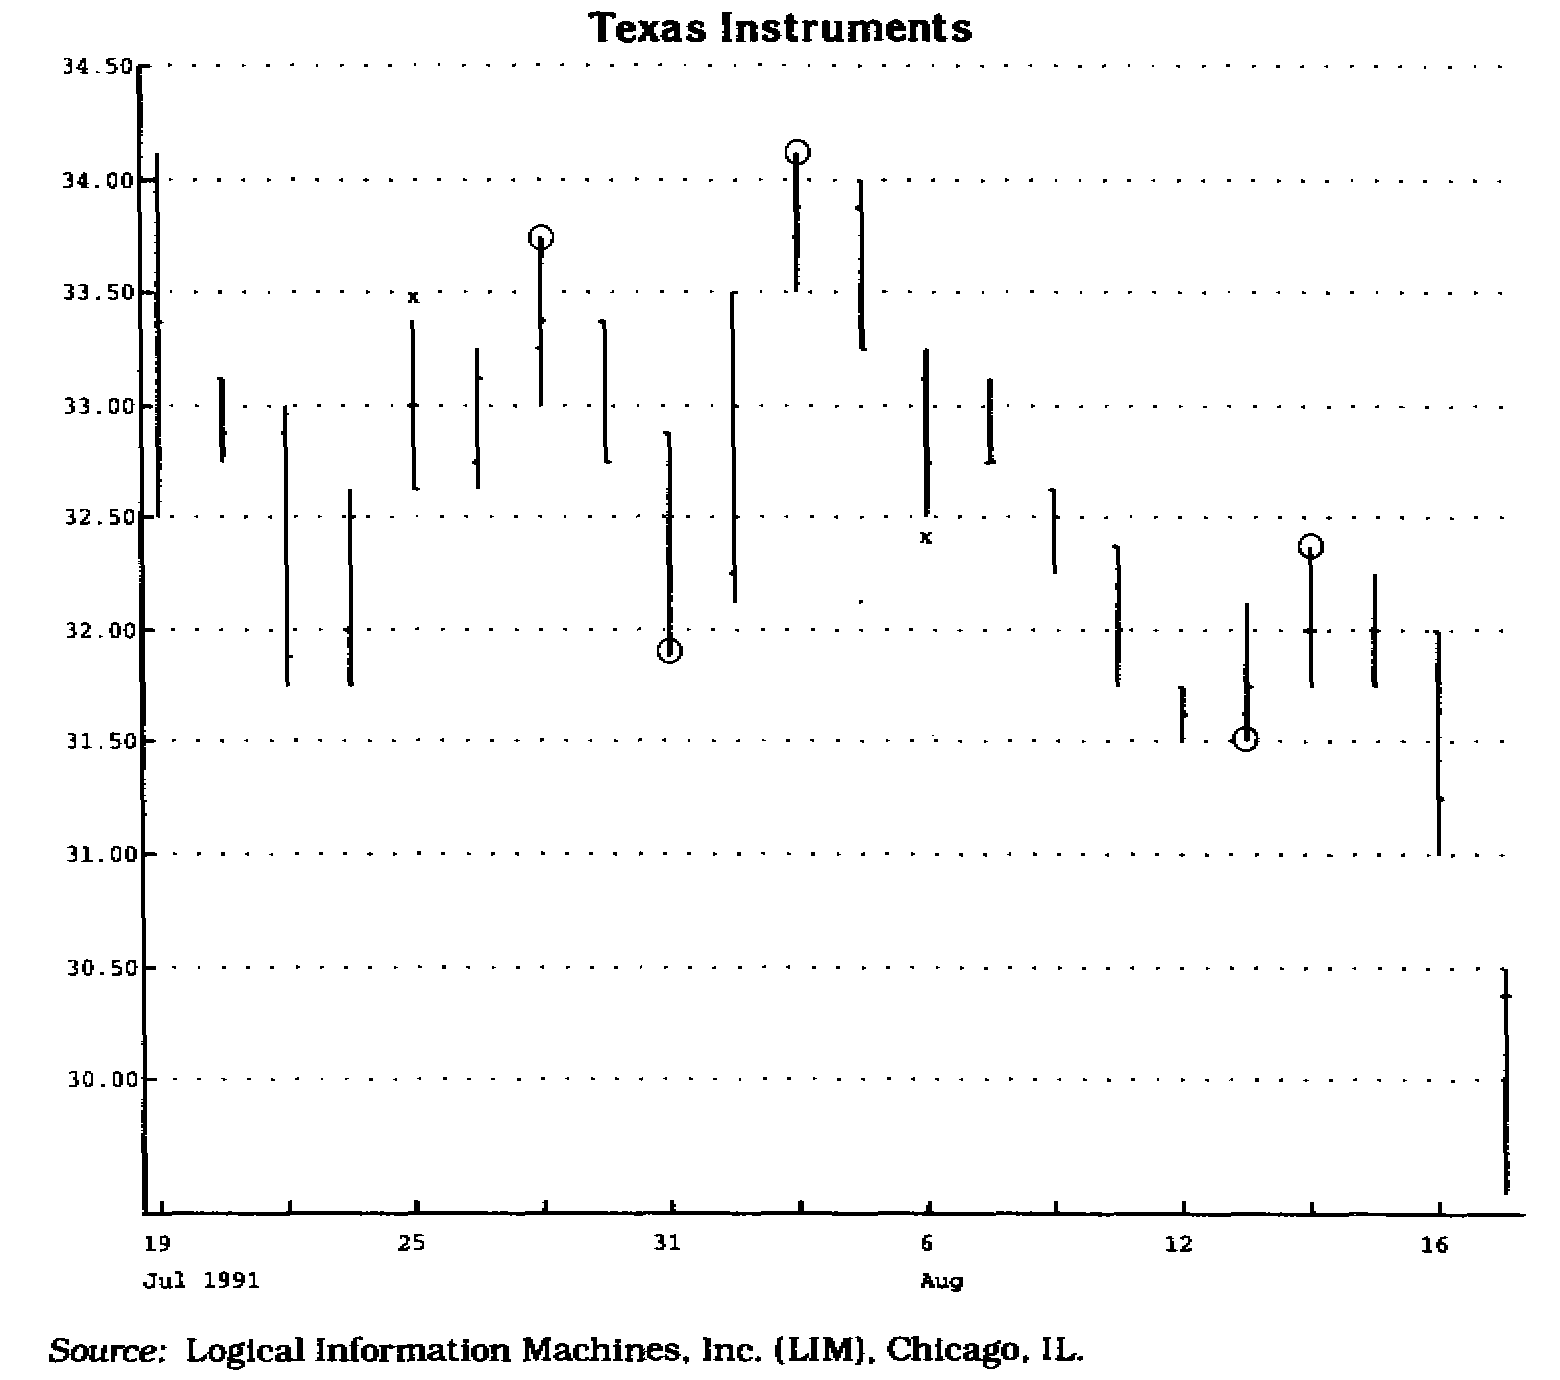 Texas Instruments
34.50
34.00
33.50
x
33.00
32.50
x
32.00
31.50
31.00
30.50
30.00
19 25 31 6 12 16
Jul 1991 Aug
Source: Logical Information Machines, Inc. (LIM), Chicago, IL.